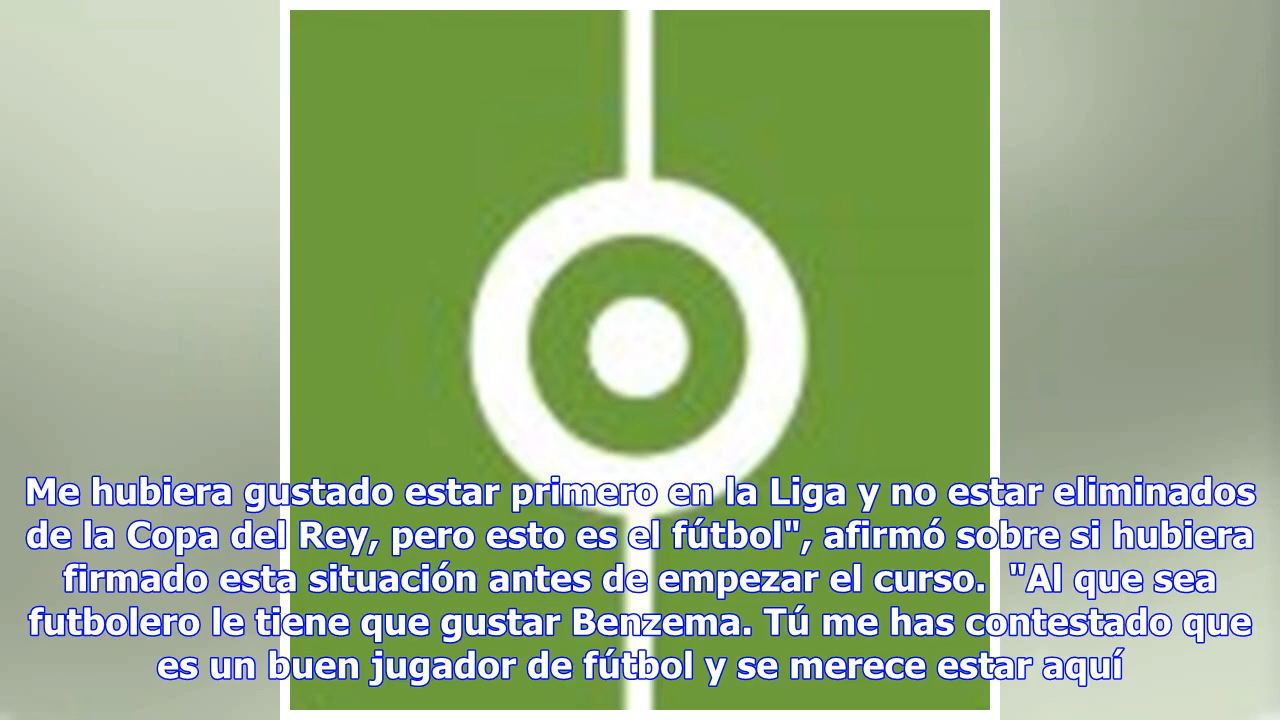 Me hubiera gustado estar primero en la Liga y no estar eliminados
de la Copa del Rey, pero esto es el fútbol", afirmó sobre si hubiera
firmado esta situación antes de empezar el curso.  "Al que sea
futbolero le tiene que gustar Benzema. Tú me has contestado que
es un buen jugador de fútbol y se merece estar aquí